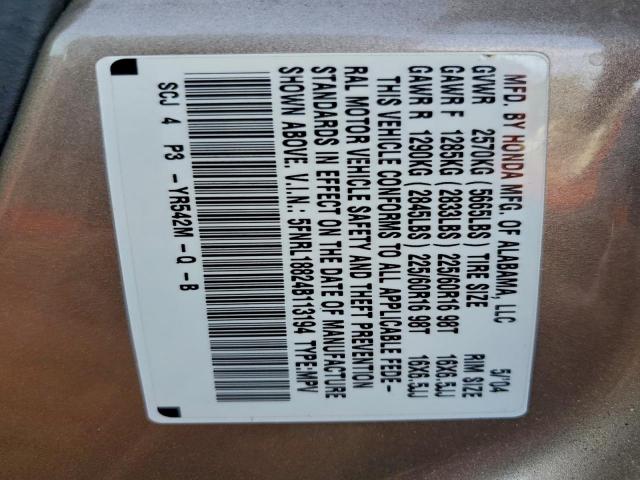 MFD. BY HONDA MFG. OF ALABAMA, LLC 5/04
GVWR 2570KG ( 5665LBS ) TIRE SIZE RIM SIZE
GAWR F 1285KG ( 2833LBS ) 225/60R16 98T 16X6.5JJ
GAWR R 1290KG ( 2845LBS ) 225/60R16 98T 16X6.5JJ
THIS VEHICLE CONFORMS TO ALL APPLICABLE FEDE-
RAL MOTOR VEHICLE SAFETY AND THEFT PREVENTION
STANDARDS IN EFFECT ON THE DATE OF MANUFACTURE
SHOWN ABOVE. V.I.N.: 5FNRL18824B113194 TYPE:MPV
SCJ 4 P3 - YR542M - Q - B